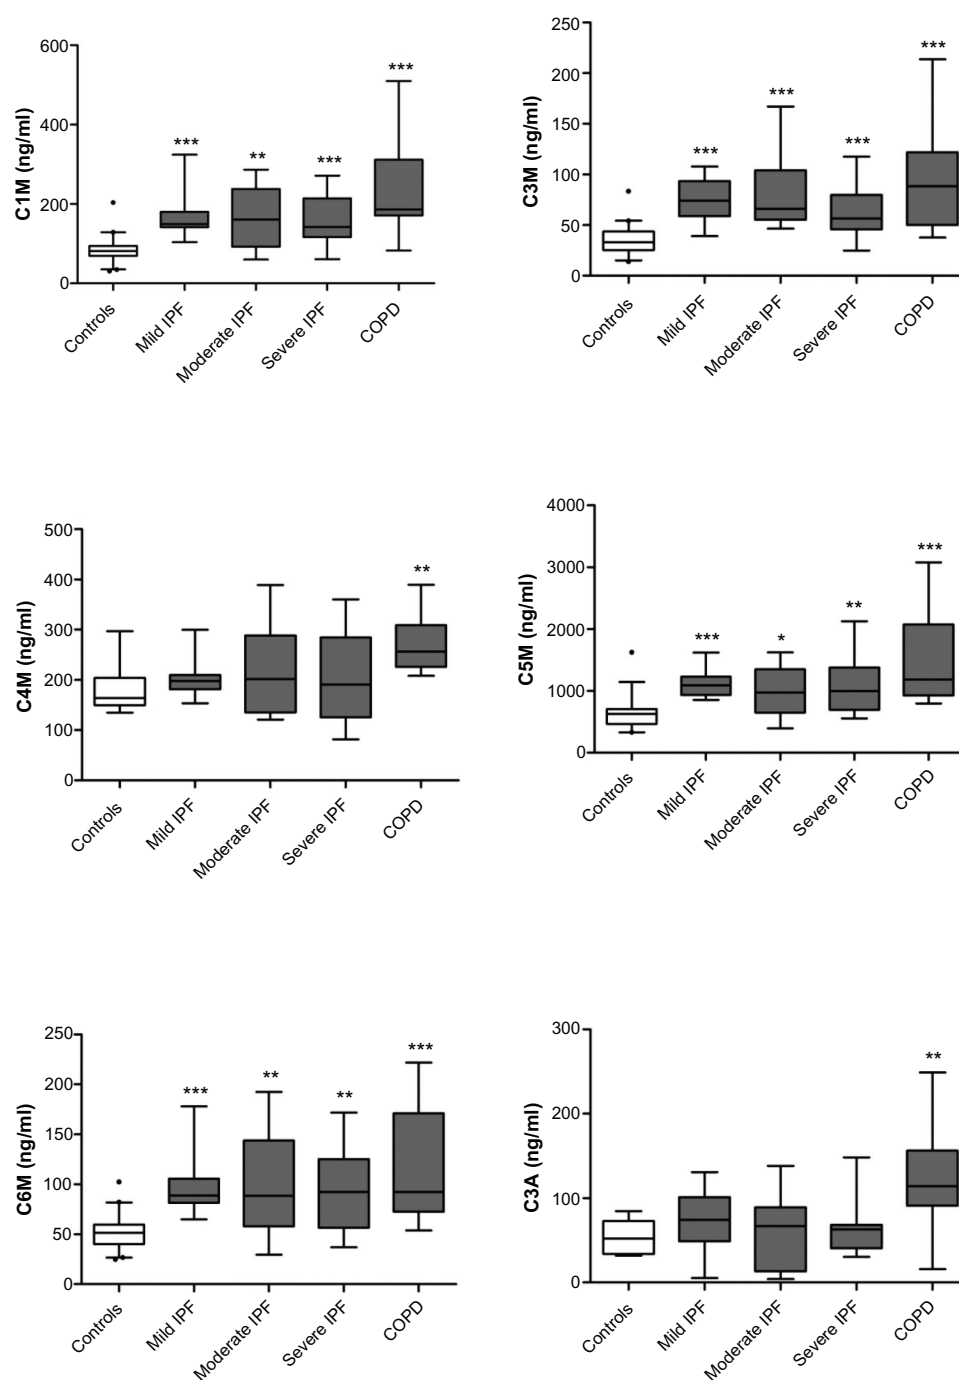 C1M (ng/ml)
600
400
200
0
***
**
***
***
Controls
Mild IPF
Moderate IPF
Severe IPF
COPD
C3M (ng/ml)
250
200
150
100
50
0
***
***
***
***
Controls
Mild IPF
Moderate IPF
Severe IPF
COPD
C4M (ng/ml)
500
400
300
200
100
0
**
Controls
Mild IPF
Moderate IPF
Severe IPF
COPD
C5M (ng/ml)
4000
3000
2000
1000
0
***
*
**
***
Controls
Mild IPF
Moderate IPF
Severe IPF
COPD
C6M (ng/ml)
250
200
150
100
50
0
***
**
**
***
Controls
Mild IPF
Moderate IPF
Severe IPF
COPD
C3A (ng/ml)
300
200
100
0
**
Controls
Mild IPF
Moderate IPF
Severe IPF
COPD